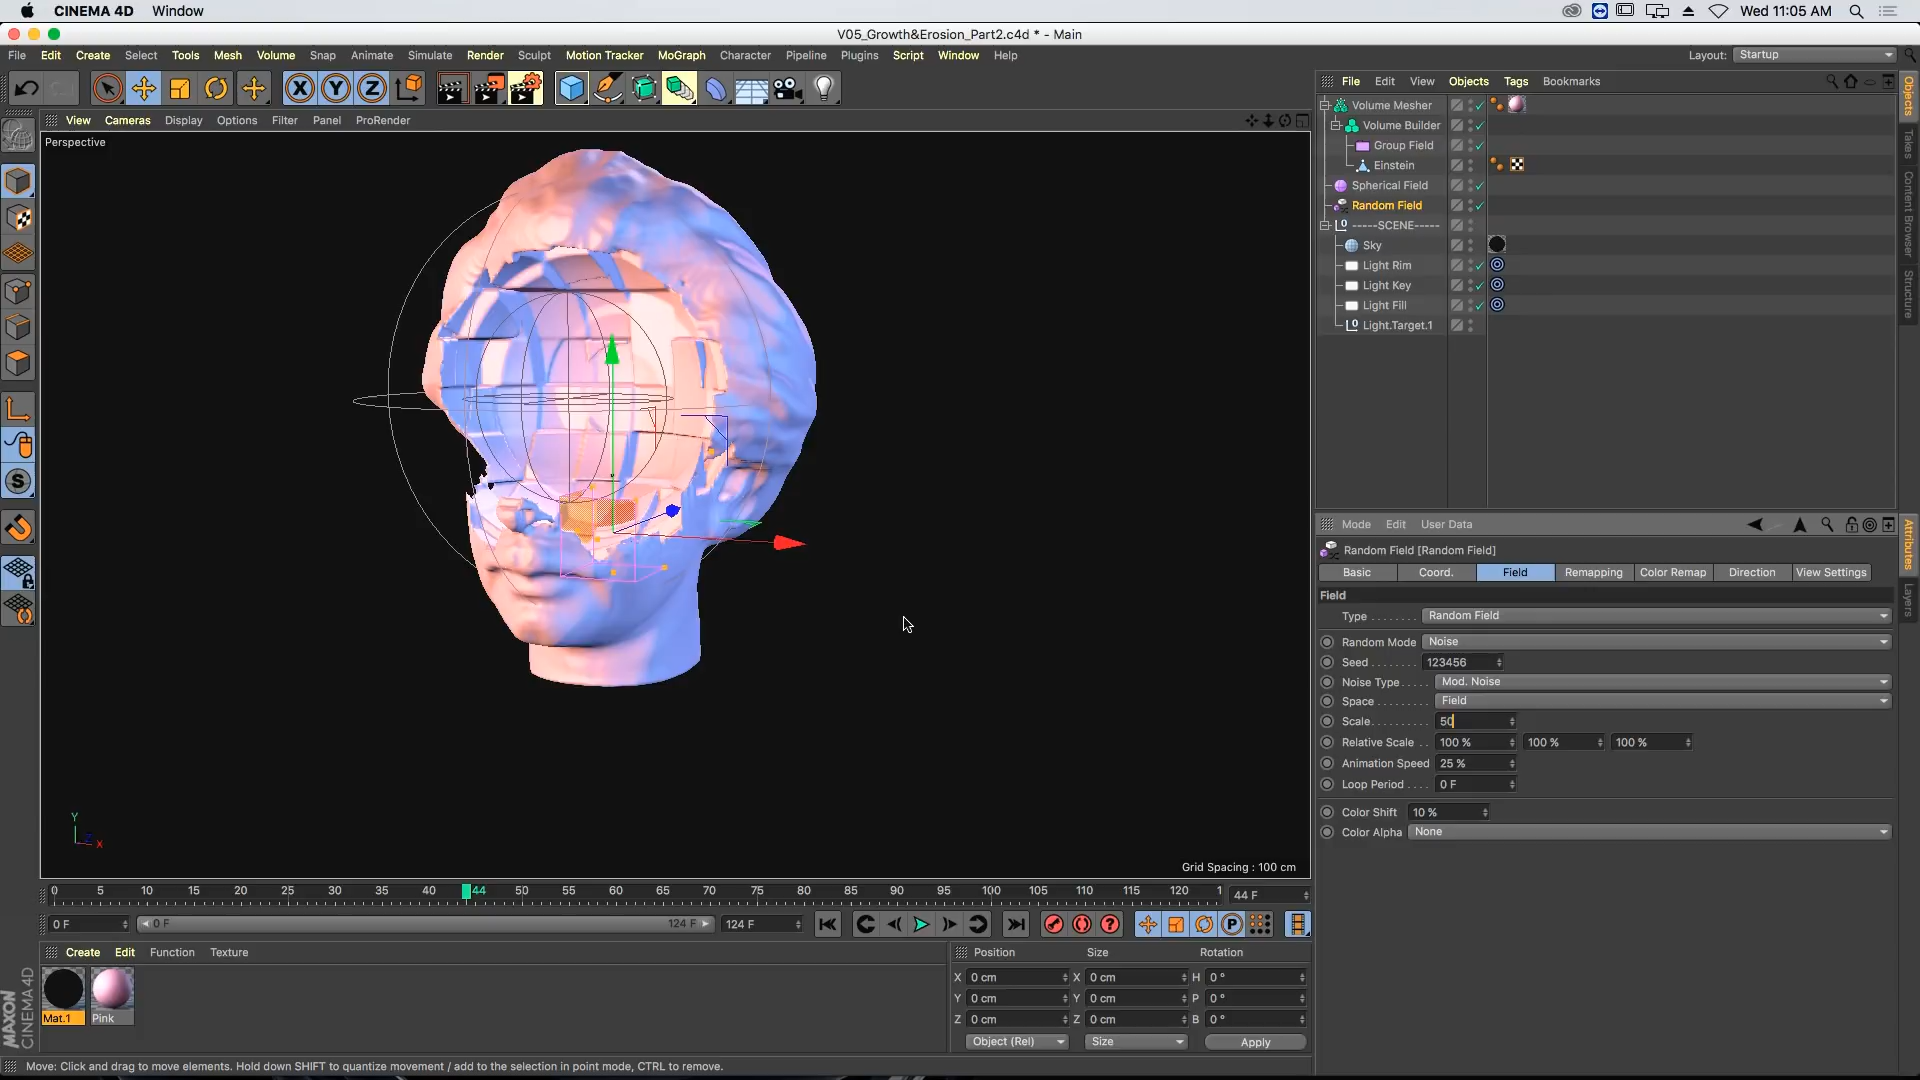 CINEMA 4D Window Wed 11:05 AM
V05_Growth&Erosion_Part2.c4d * - Main
File Edit Create Select Tools Mesh Volume Snap Animate Simulate Render Sculpt Motion Tracker MoGraph Character Pipeline Plugins Script Window Help Layout: Startup
X Y Z
File Edit View Objects Tags Bookmarks
View Cameras Display Options Filter Panel ProRender
Perspective
Volume Mesher
Volume Builder
Group Field
Einstein
Spherical Field
Random Field
-----SCENE-----
Sky
Light Rim
Light Key
Light Fill
Light.Target.1
Objects
Takes
Content Browser
Structure
Mode Edit User Data
Random Field [Random Field]
Basic Coord. Field Remapping Color Remap Direction View Settings
Field
Type Random Field
Random Mode Noise
Seed 123456
Noise Type Mod. Noise
Space Field
Scale 50
Relative Scale 100 % 100 % 100 %
Animation Speed 25 %
Loop Period 0 F
Color Shift 10 %
Color Alpha None
Attributes
Layers
Y
X
Grid Spacing : 100 cm
0 5 10 15 20 25 30 35 40 44 50 55 60 65 70 75 80 85 90 95 100 105 110 115 120 1 44 F
0 F 0 F 124 F 124 F
Create Edit Function Texture
Mat.1 Pink
Position Size Rotation
X 0 cm X 0 cm H 0 °
Y 0 cm Y 0 cm P 0 °
Z 0 cm Z 0 cm B 0 °
Object (Rel) Size Apply
MAXON
CINEMA 4D
Move: Click and drag to move elements. Hold down SHIFT to quantize movement / add to the selection in point mode, CTRL to remove.